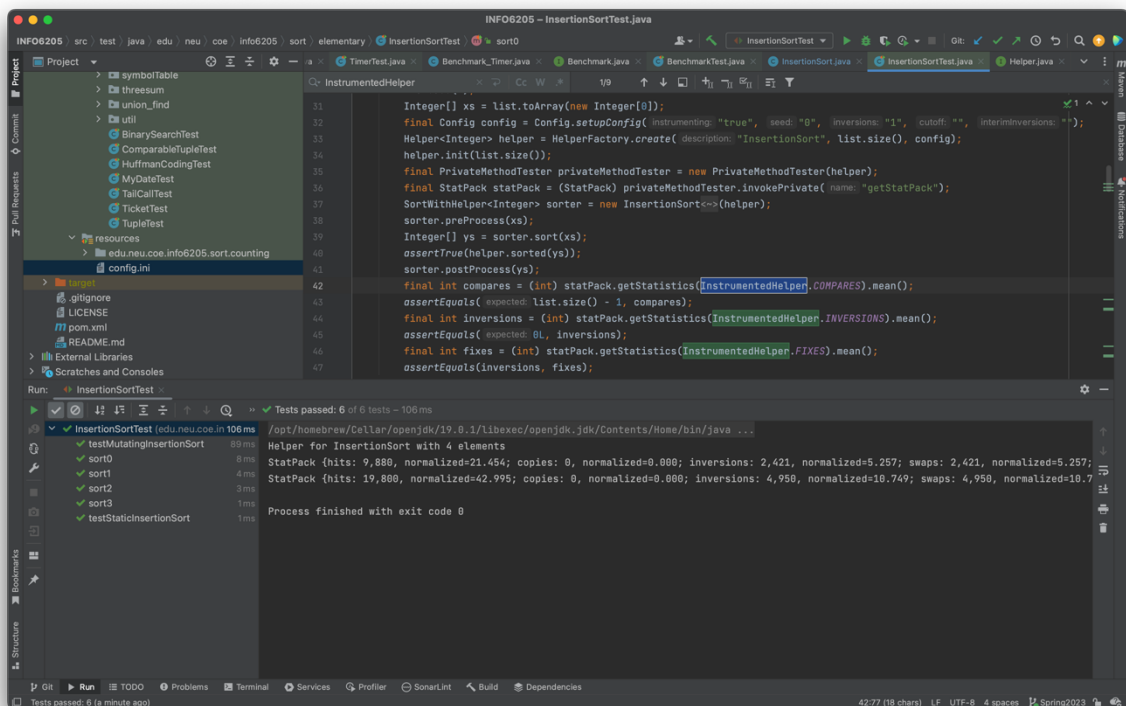 INFO6205 – InsertionSortTest.java
INFO6205 › src › test › java › edu › neu › coe › info6205 › sort › elementary › InsertionSortTest › sort0
InsertionSortTest
Git:
Project
TimerTest.java
Benchmark_Timer.java
Benchmark.java
BenchmarkTest.java
InsertionSort.java
InsertionSortTest.java
Helper.java
InstrumentedHelper
Cc W .*
1/9
symbolTable
threesum
union_find
util
BinarySearchTest
ComparableTupleTest
HuffmanCodingTest
MyDateTest
TailCallTest
TicketTest
TupleTest
resources
edu.neu.coe.info6205.sort.counting
config.ini
target
.gitignore
LICENSE
pom.xml
README.md
External Libraries
Scratches and Consoles
31 Integer[] xs = list.toArray(new Integer[0]);
32 final Config config = Config.setupConfig( instrumenting: "true", seed: "0", inversions: "1", cutoff: "", interimInversions: "");
33 Helper<Integer> helper = HelperFactory.create( description: "InsertionSort", list.size(), config);
34 helper.init(list.size());
35 final PrivateMethodTester privateMethodTester = new PrivateMethodTester(helper);
36 final StatPack statPack = (StatPack) privateMethodTester.invokePrivate( name: "getStatPack");
37 SortWithHelper<Integer> sorter = new InsertionSort<~>(helper);
38 sorter.preProcess(xs);
39 Integer[] ys = sorter.sort(xs);
40 assertTrue(helper.sorted(ys));
41 sorter.postProcess(ys);
42 final int compares = (int) statPack.getStatistics(InstrumentedHelper.COMPARES).mean();
43 assertEquals( expected: list.size() - 1, compares);
44 final int inversions = (int) statPack.getStatistics(InstrumentedHelper.INVERSIONS).mean();
45 assertEquals( expected: 0L, inversions);
46 final int fixes = (int) statPack.getStatistics(InstrumentedHelper.FIXES).mean();
47 assertEquals(inversions, fixes);
1
Project
Commit
Pull Requests
Bookmarks
Structure
Maven
Database
Notifications
Run: InsertionSortTest
Tests passed: 6 of 6 tests – 106 ms
InsertionSortTest (edu.neu.coe.in 106 ms
testMutatingInsertionSort 89 ms
sort0 8 ms
sort1 4 ms
sort2 3 ms
sort3 1 ms
testStaticInsertionSort 1 ms
/opt/homebrew/Cellar/openjdk/19.0.1/libexec/openjdk.jdk/Contents/Home/bin/java ...
Helper for InsertionSort with 4 elements
StatPack {hits: 9,880, normalized=21.454; copies: 0, normalized=0.000; inversions: 2,421, normalized=5.257; swaps: 2,421, normalized=5.257;
StatPack {hits: 19,800, normalized=42.995; copies: 0, normalized=0.000; inversions: 4,950, normalized=10.749; swaps: 4,950, normalized=10.7
Process finished with exit code 0
Git
Run
TODO
Problems
Terminal
Services
Profiler
SonarLint
Build
Dependencies
Tests passed: 6 (a minute ago)
42:77 (18 chars) LF UTF-8 4 spaces Spring2023